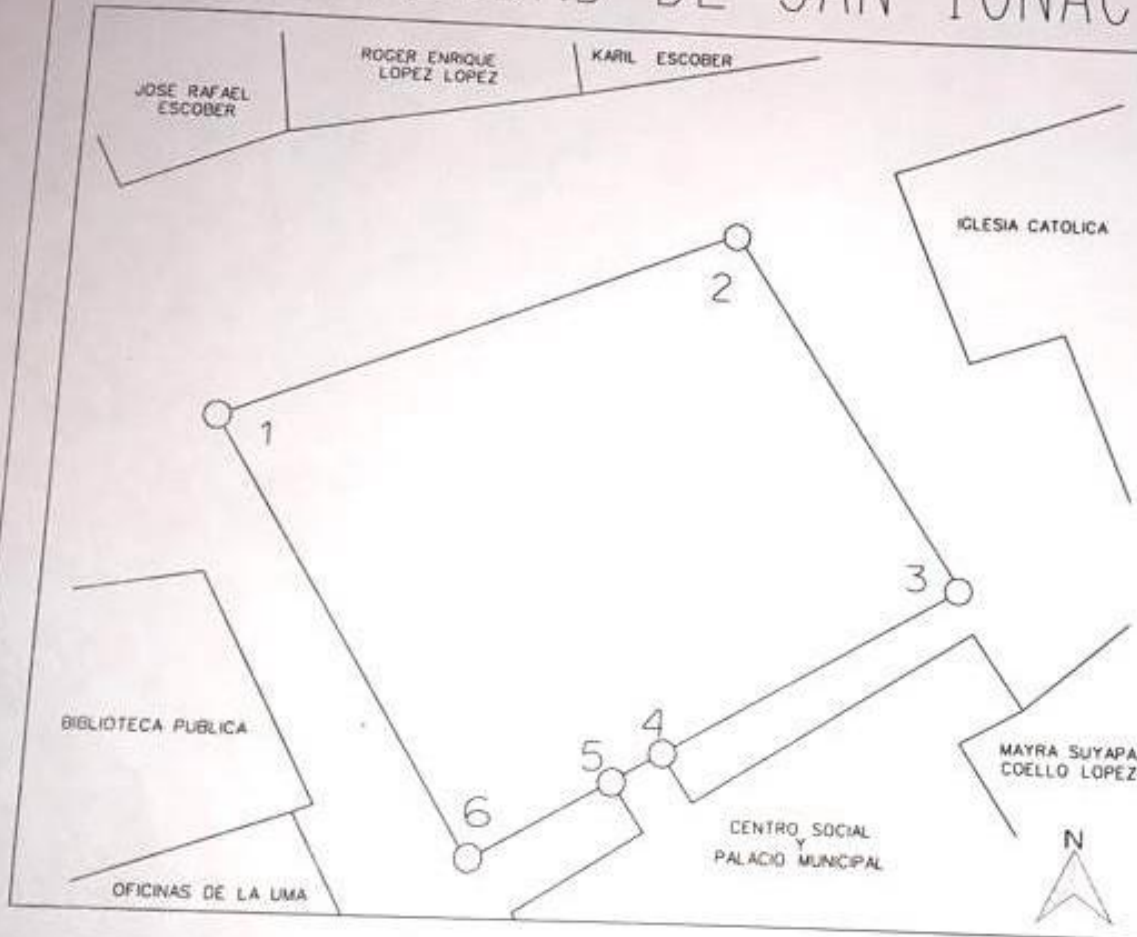 DE SAN
ROGER ENRIQUE
LOPEZ LOPEZ
KARIL ESCOBER
JOSE RAFAEL
ESCOBER
IGLESIA CATOLICA
2
1
3
4
5
6
BIBLIOTECA PUBLICA
MAYRA SUYAPA
COELLO LOPEZ
CENTRO SOCIAL
Y
PALACIO MUNICIPAL
N
OFICINAS DE LA UMA